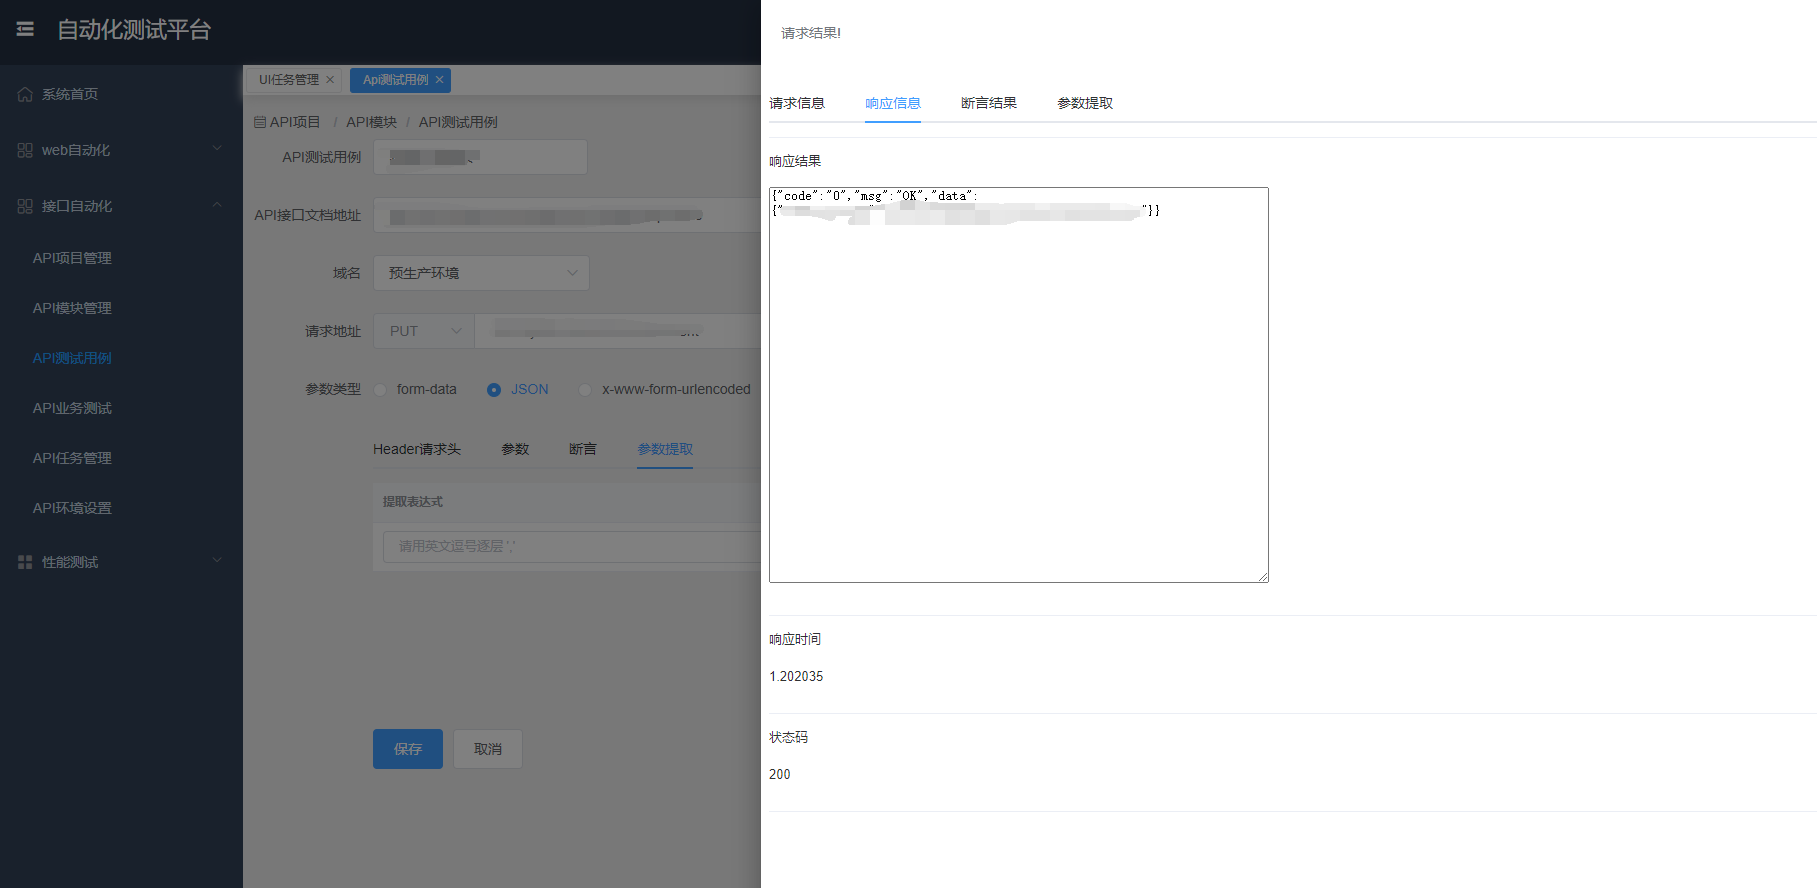 自动化测试平台
系统首页
web自动化
接口自动化
API项目管理
API模块管理
API测试用例
API业务测试
API任务管理
API环境设置
性能测试
UI任务管理
Api测试用例
API项目 / API模块 / API测试用例
API测试用例
API接口文档地址
域名 预生产环境
请求地址 PUT
参数类型 form-data JSON x-www-form-urlencoded
Header请求头 参数 断言 参数提取
提取表达式
请用英文逗号逐层 ','
保存 取消
请求结果!
请求信息 响应信息 断言结果 参数提取
响应结果
{"code":"0","msg":"OK","data":
{" "}}
响应时间
1.202035
状态码
200